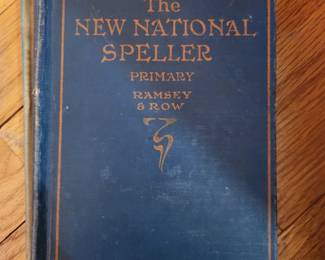 The
NEW NATIONAL
SPELLER
PRIMARY
RAMSEY
& ROW